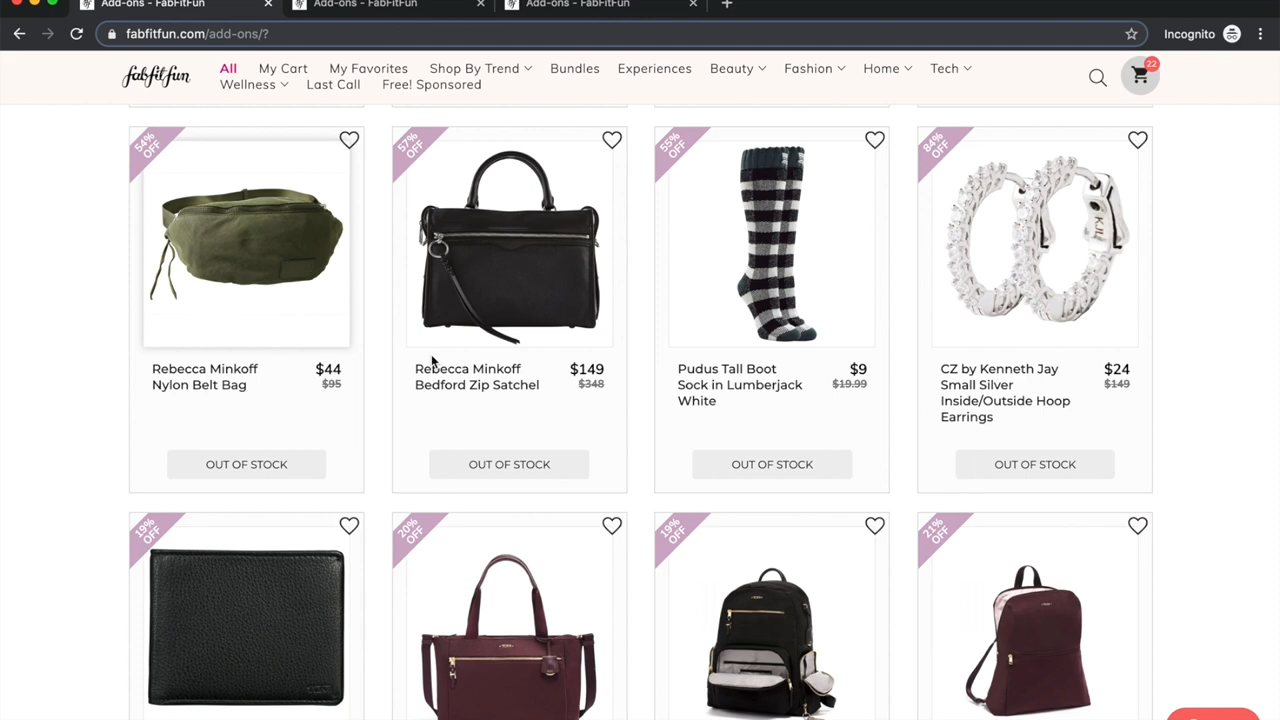 Add-ons - FabFitFun × Add-ons - FabFitFun × Add-ons - FabFitFun × +
fabfitfun.com/add-ons/? Incognito
fabfitfun All My Cart My Favorites Shop By Trend Bundles Experiences Beauty Fashion Home Tech
22
Wellness Last Call Free! Sponsored
54% OFF
57% OFF
55% OFF
84% OFF
KJL
Rebecca Minkoff $44
Nylon Belt Bag $95
OUT OF STOCK
Rebecca Minkoff $149
Bedford Zip Satchel $348
OUT OF STOCK
Pudus Tall Boot $9
Sock in Lumberjack $19.99
White
OUT OF STOCK
CZ by Kenneth Jay $24
Small Silver $149
Inside/Outside Hoop
Earrings
OUT OF STOCK
19% OFF
20% OFF
19% OFF
21% OFF